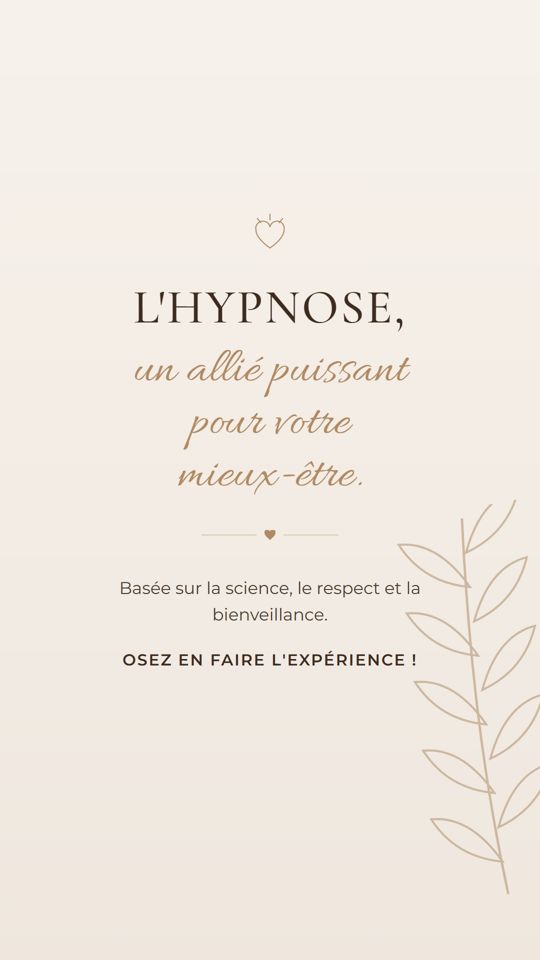 L'HYPNOSE,
un allié puissant
pour votre
mieux-être.
Basée sur la science, le respect et la
bienveillance.
OSEZ EN FAIRE L'EXPÉRIENCE !